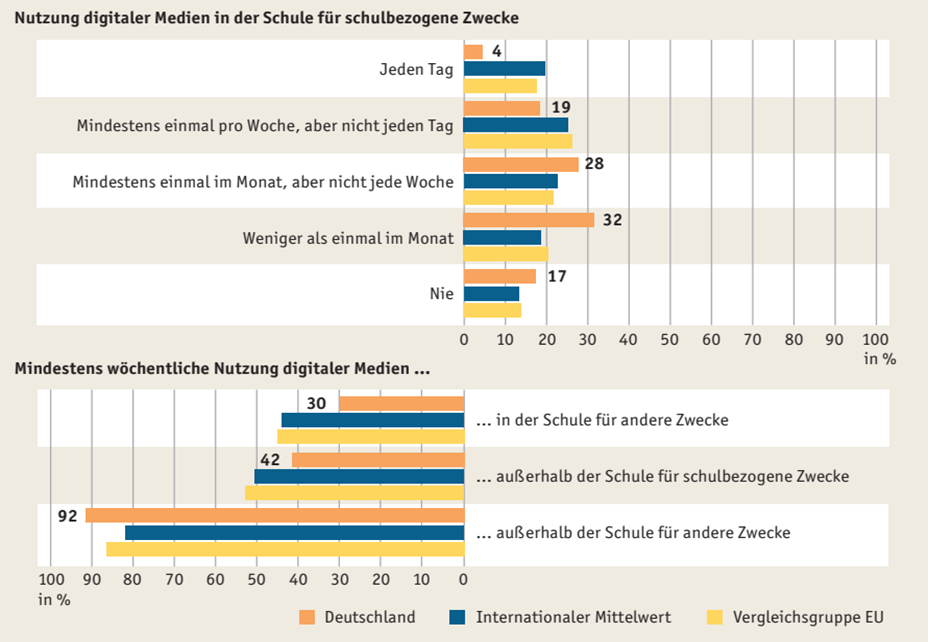 Nutzung digitaler Medien in der Schule für schulbezogene Zwecke
Jeden Tag 4
Mindestens einmal pro Woche, aber nicht jeden Tag 19
Mindestens einmal im Monat, aber nicht jede Woche 28
Weniger als einmal im Monat 32
Nie 17
0 10 20 30 40 50 60 70 80 90 100
in %
Mindestens wöchentliche Nutzung digitaler Medien ...
30 ... in der Schule für andere Zwecke
42 ... außerhalb der Schule für schulbezogene Zwecke
92 ... außerhalb der Schule für andere Zwecke
100 90 80 70 60 50 40 30 20 10 0
in %
Deutschland Internationaler Mittelwert Vergleichsgruppe EU